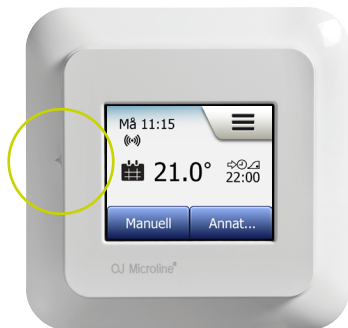 Må 11:15
21.0°
22:00
Manuell
Annat...
OJ Microline®